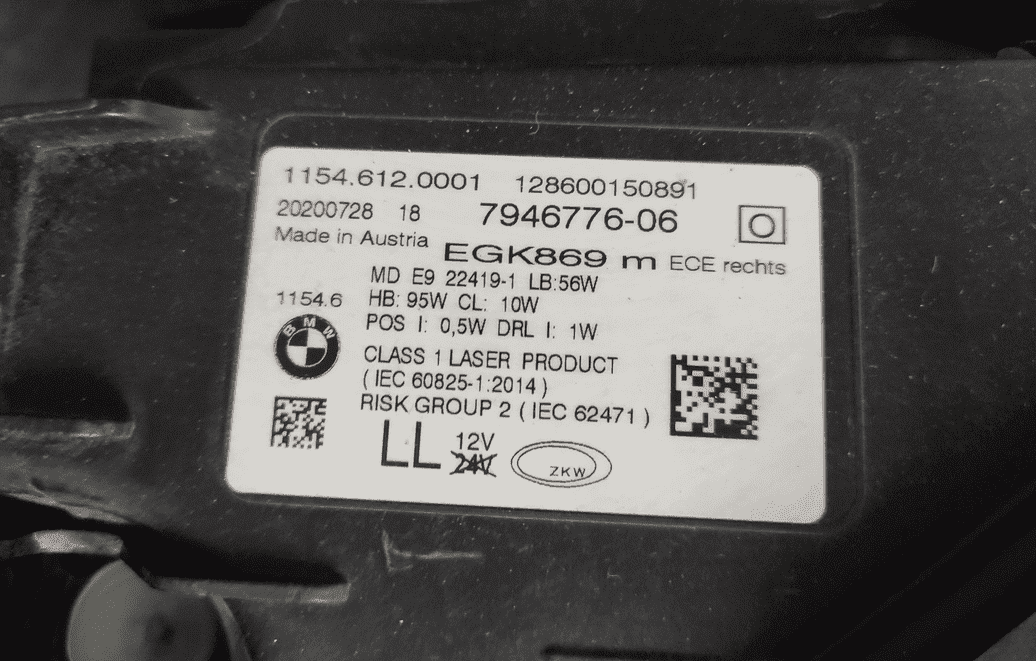 1154.612.0001 128600150891
20200728 18 7946776-06 O
Made in Austria EGK869 m ECE rechts
MD E9 22419-1 LB:56W
1154.6 HB: 95W CL: 10W
POS I: 0,5W DRL I: 1W
BMW
CLASS 1 LASER PRODUCT
( IEC 60825-1:2014 )
RISK GROUP 2 ( IEC 62471 )
LL 12V
24V
ZKW